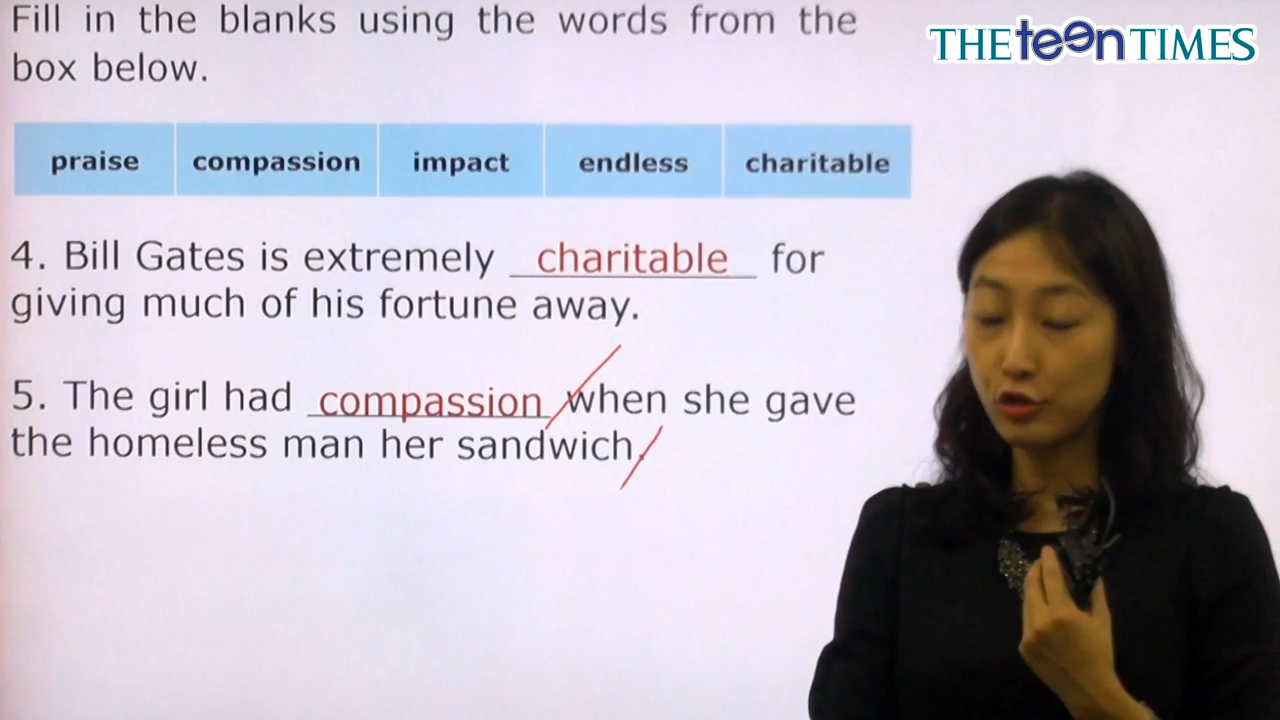 Fill in the blanks using the words from the
THE teen TIMES
box below.
praise compassion impact endless charitable
4. Bill Gates is extremely charitable for
giving much of his fortune away.
5. The girl had compassion when she gave
the homeless man her sandwich.